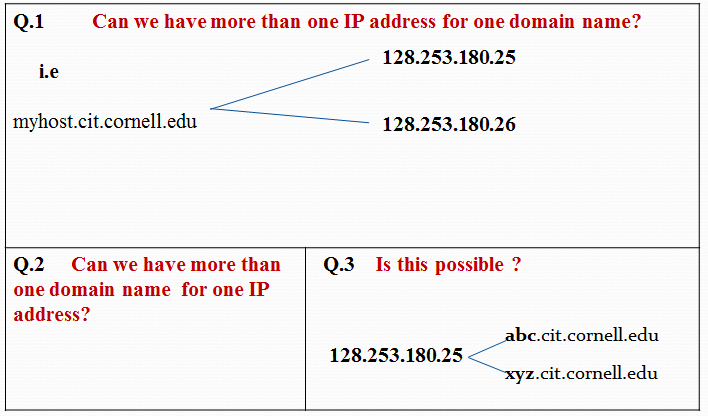 Q.1 Can we have more than one IP address for one domain name?
128.253.180.25
i.e
myhost.cit.cornell.edu
128.253.180.26
Q.2 Can we have more than
one domain name for one IP
address?
Q.3 Is this possible ?
abc.cit.cornell.edu
128.253.180.25
xyz.cit.cornell.edu